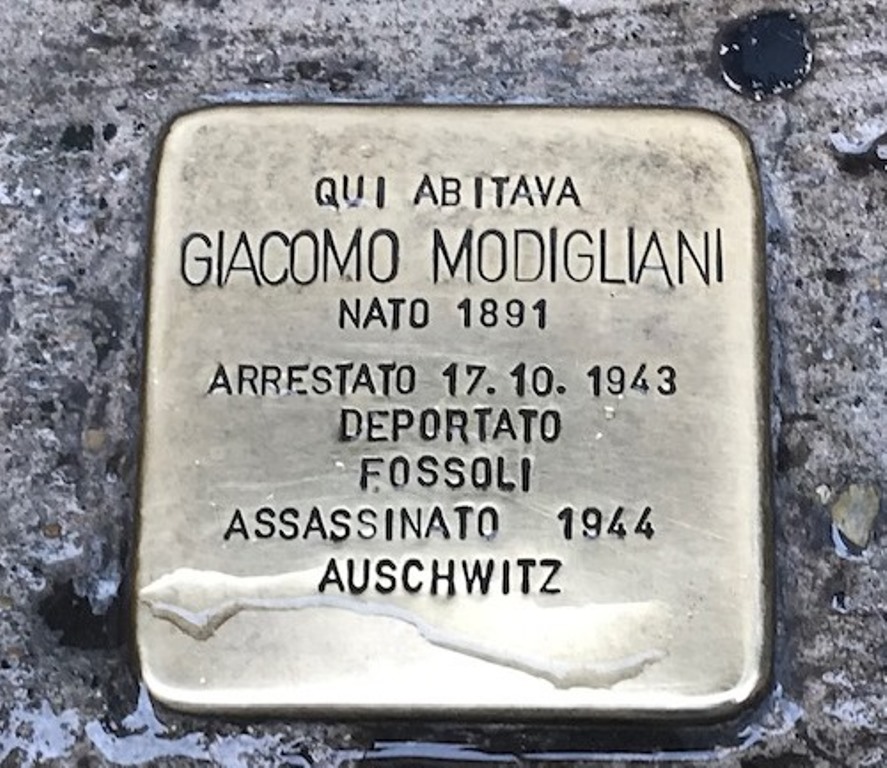 QUI ABITAVA
GIACOMO MODIGLIANI
NATO 1891
ARRESTATO 17.10.1943
DEPORTATO
FOSSOLI
ASSASSINATO 1944
AUSCHWITZ